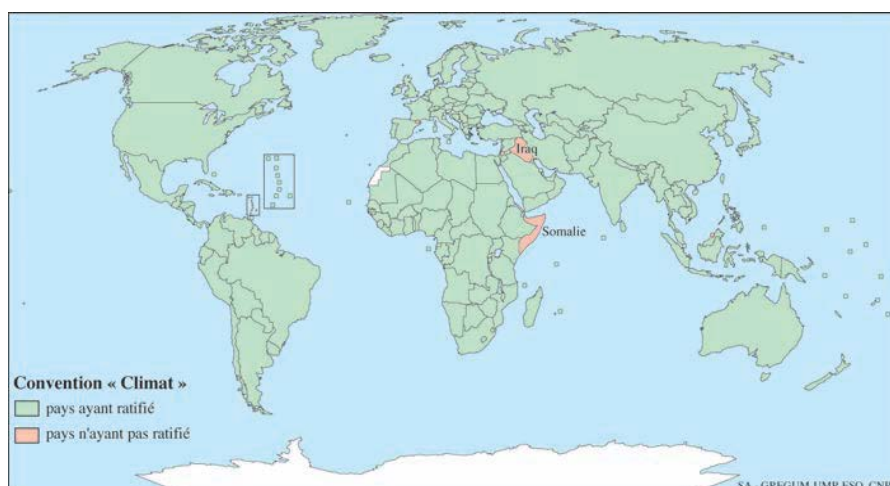 Iraq
Somalie
Convention « Climat »
pays ayant ratifié
pays n'ayant pas ratifié